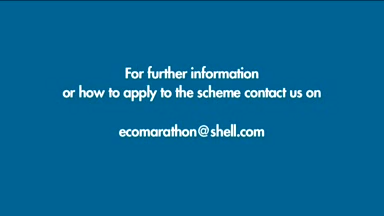 For further information
or how to apply to the scheme contact us on
ecomarathon@shell.com